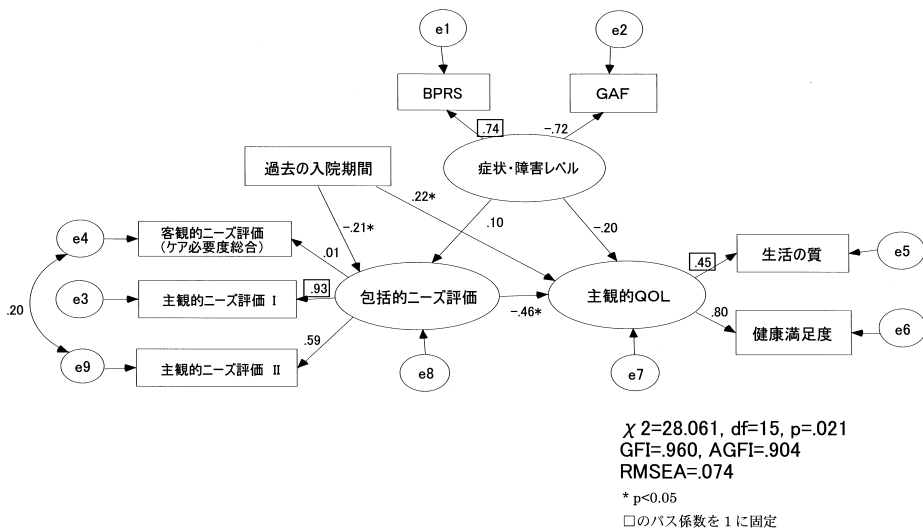 e1
e2
BPRS
GAF
.74
-.72
過去の入院期間
症状・障害レベル
.22*
-.21*
.10
-.20
e4
客観的ニーズ評価
(ケア必要度総合)
.01
.45
生活の質
e5
.20
e3
主観的ニーズ評価 I
.93
包括的ニーズ評価
-.46*
主観的QOL
.80
健康満足度
e6
.59
e9
主観的ニーズ評価 II
e8
e7
χ2=28.061, df=15, p=.021
GFI=.960, AGFI=.904
RMSEA=.074
* p<0.05
□のパス係数を1に固定